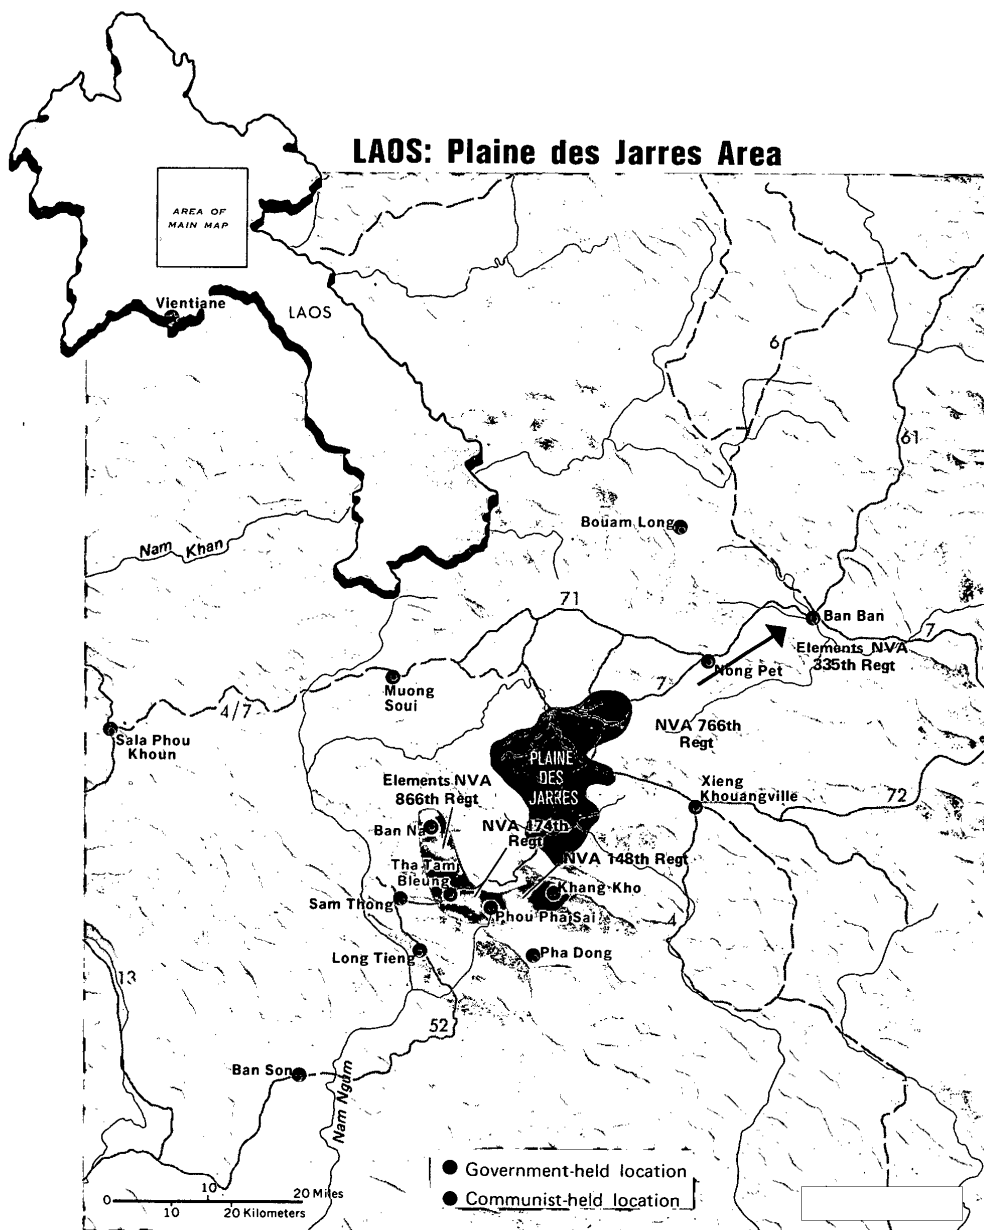 LAOS: Plaine des Jarres Area
AREA OF
MAIN MAP
Vientiane
LAOS
6
61
Bouam Long
Nam Khan
71
Ban Ban
7
Elements NVA
335th Regt
Nong Pet
7
Muong
Soui
4/7
NVA 766th
Regt
Sala Phou
Khoun
PLAINE
DES
JARRES
Xieng
Khouangville
72
Elements NVA
866th Regt
Ban Na
NVA 174th
Regt
NVA 148th Regt
Tha Tam
Bleung
Khang Kho
Sam Thong
Phou Pha Sai
4
Long Tieng
Pha Dong
13
52
Ban Son
Nam Ngum
Government-held location
Communist-held location
0 10 20 Miles
10 20 Kilometers